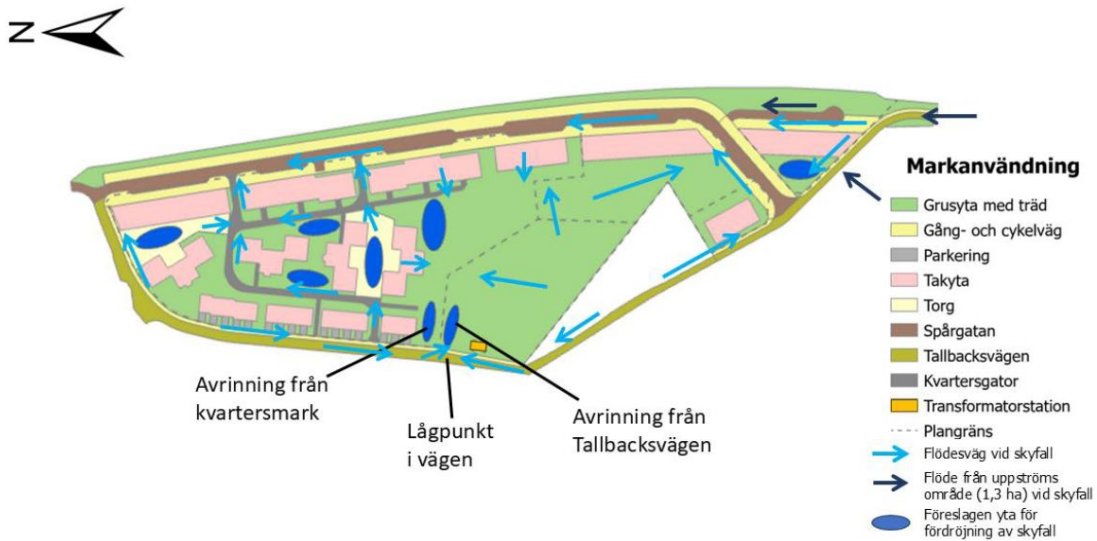 N
Avrinning från
kvartersmark
Lågpunkt
i vägen
Avrinning från
Tallbacksvägen
Markanvändning
Grusyta med träd
Gång- och cykelväg
Parkering
Takyta
Torg
Spårgatan
Tallbacksvägen
Kvartersgator
Transformatorstation
Plangräns
Flödesväg vid skyfall
Flöde från uppströms
område (1,3 ha) vid skyfall
Föreslagen yta för
fördröjning av skyfall